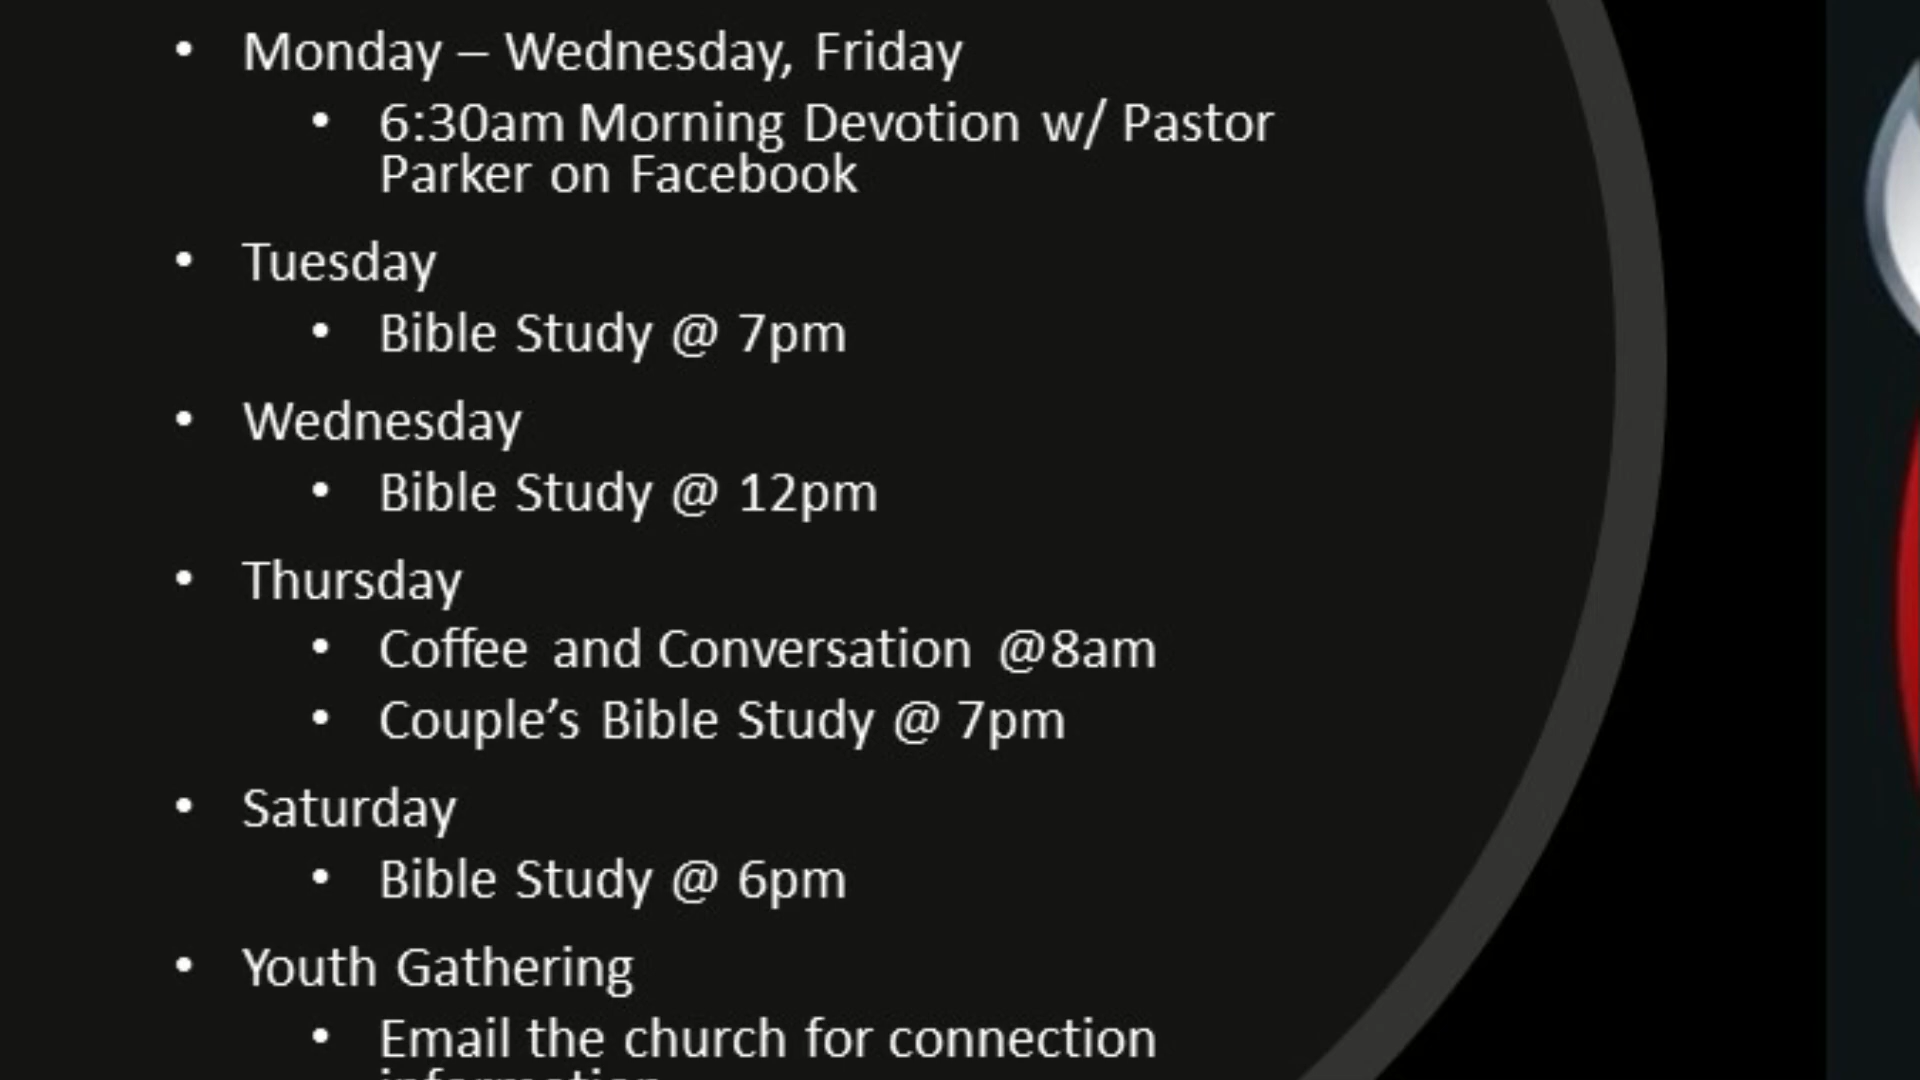 • Monday – Wednesday, Friday
• 6:30am Morning Devotion w/ Pastor
Parker on Facebook
• Tuesday
• Bible Study @ 7pm
• Wednesday
• Bible Study @ 12pm
• Thursday
• Coffee and Conversation @8am
• Couple’s Bible Study @ 7pm
• Saturday
• Bible Study @ 6pm
• Youth Gathering
• Email the church for connection